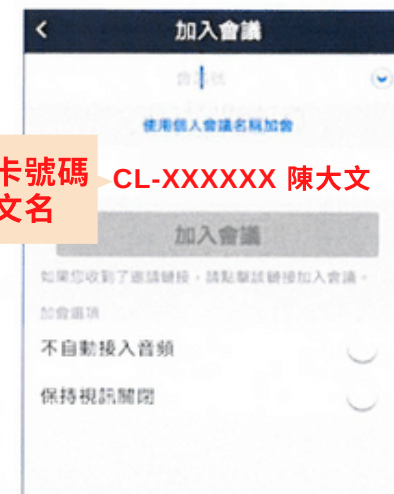 加入會議
會議號
使用個人會議名稱加會
卡號碼
文名
CL-XXXXXX 陳大文
加入會議
如果您收到了邀請鏈接，請點擊該鏈接加入會議。
加會選項
不自動接入音頻
保持視訊關閉